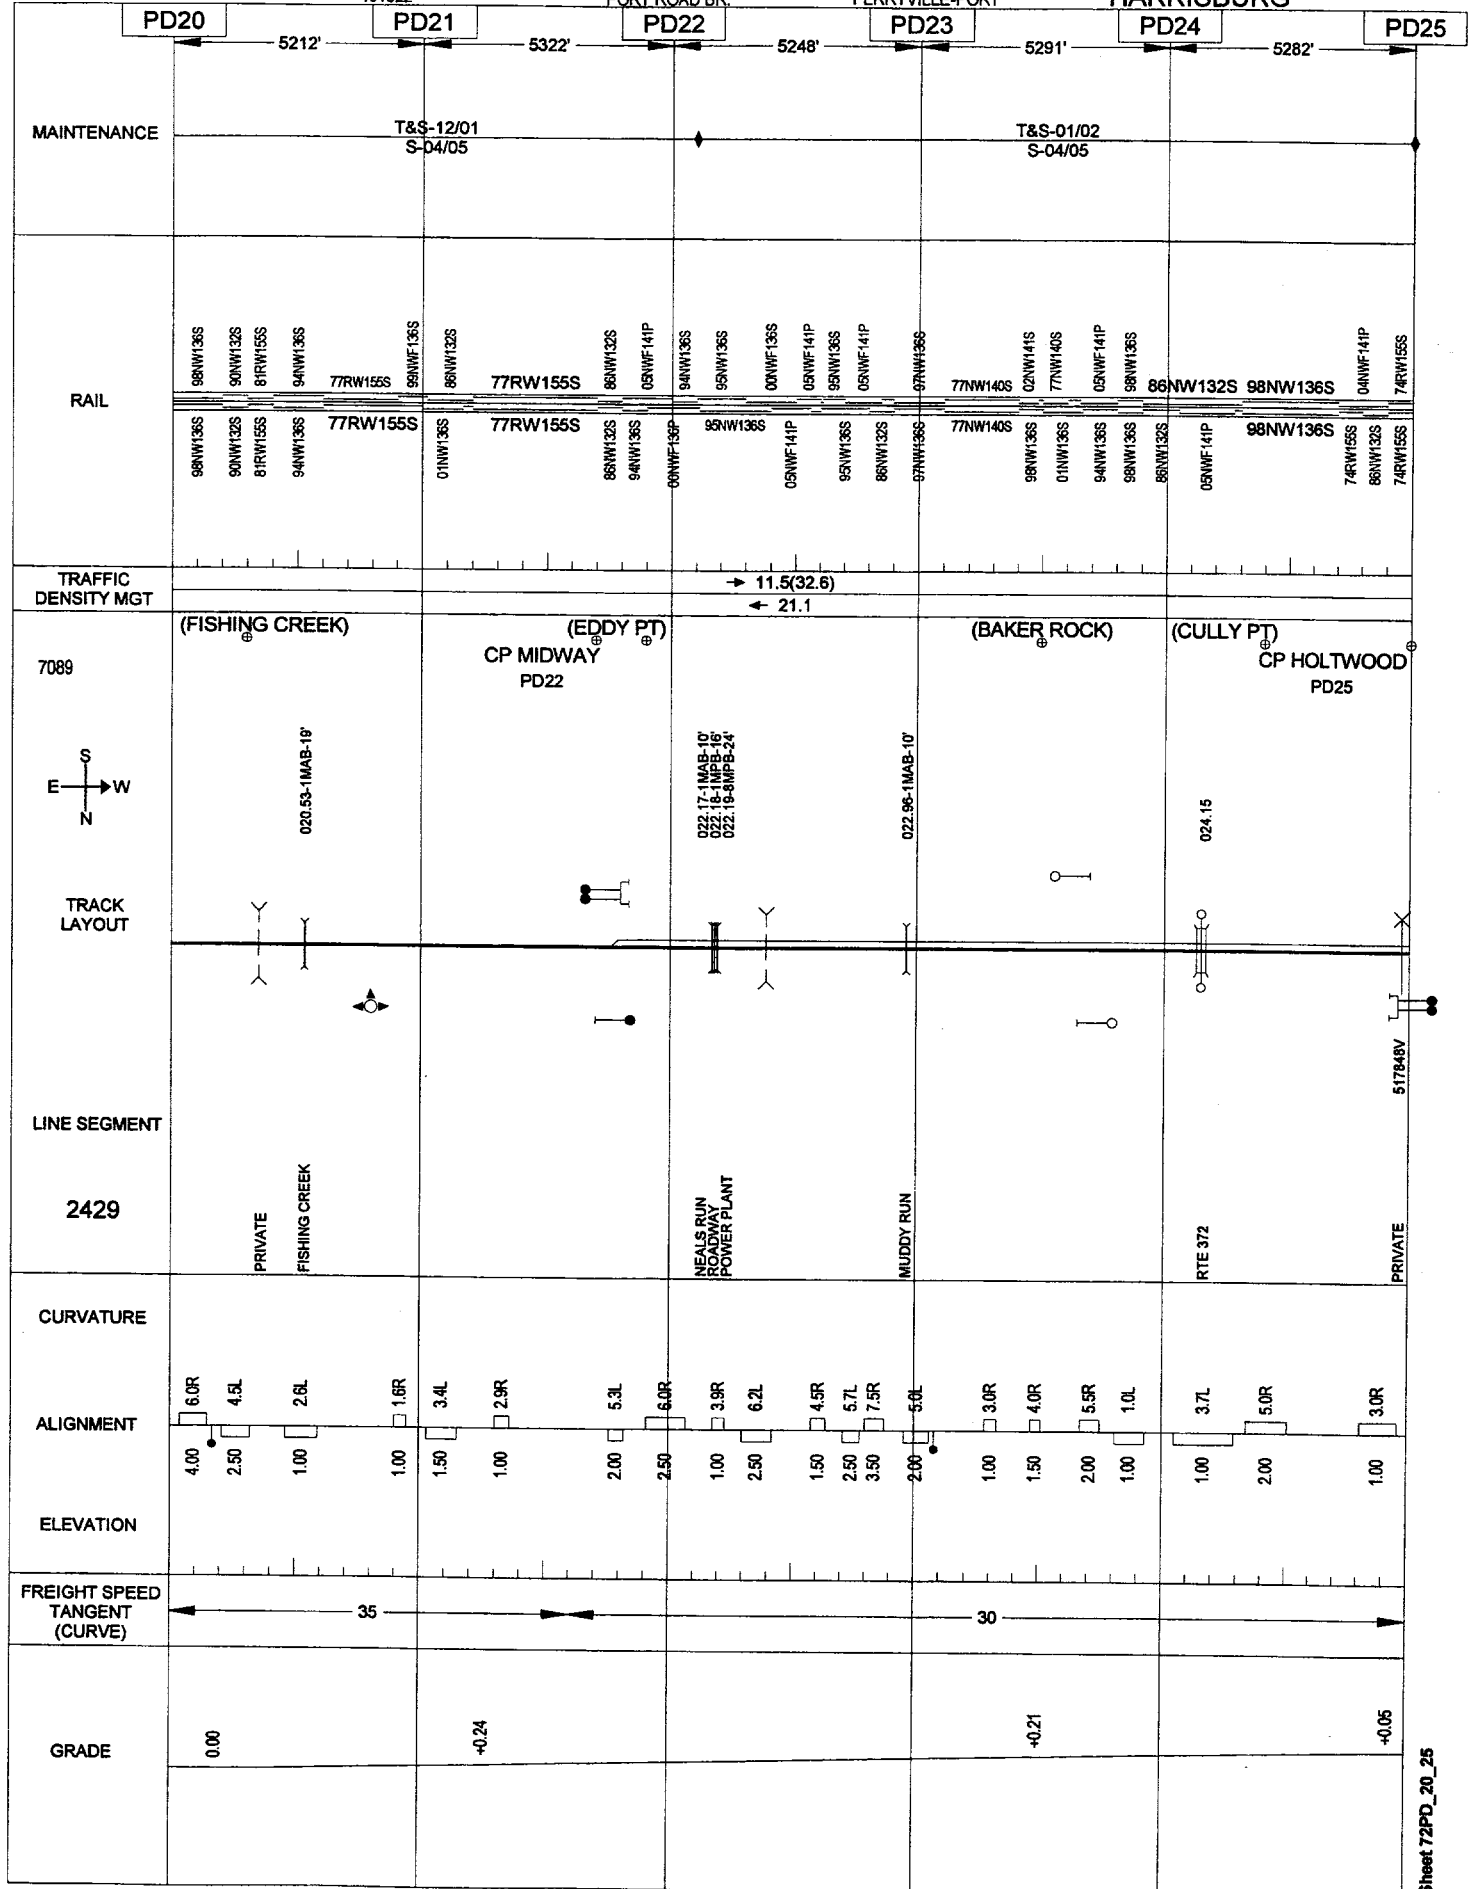 PORT ROAD BR.
PERRYVILLE-PORT
HARRISBURG
PD20
PD21
PD22
PD23
PD24
PD25
5212'
5322'
5248'
5291'
5282'
MAINTENANCE
T&S-12/01
S-04/05
T&S-01/02
S-04/05
RAIL
98NW136S
90NW132S
81RW155S
94NW136S
77RW155S
99NWF136S
86NW132S
77RW155S
86NW132S
05NWF141P
94NW136S
95NW136S
00NWF136S
05NWF141P
95NW136S
05NWF141P
97NW136S
77NW140S
02NW141S
77NW140S
05NWF141P
98NW136S
86NW132S
98NW136S
04NWF141P
74RW155S
98NW136S
90NW132S
81RW155S
94NW136S
77RW155S
01NW136S
77RW155S
86NW132S
94NW136S
00NWF136P
95NW136S
05NWF141P
95NW136S
86NW132S
97NW136S
77NW140S
98NW136S
01NW136S
94NW136S
98NW136S
86NW132S
05NWF141P
98NW136S
74RW155S
86NW132S
74RW155S
TRAFFIC
DENSITY MGT
→ 11.5(32.6)
← 21.1
(FISHING CREEK)
(EDDY PT)
(BAKER ROCK)
(CULLY PT)
7089
CP MIDWAY
PD22
CP HOLTWOOD
PD25
S
E
W
N
020.53-1MAB-19'
022.17-1MAB-10'
022.18-1MPB-16'
022.19-8MPB-24'
022.96-1MAB-10'
024.15
TRACK
LAYOUT
517848V
LINE SEGMENT
2429
PRIVATE
FISHING CREEK
NEALS RUN
ROADWAY
POWER PLANT
MUDDY RUN
RTE 372
PRIVATE
CURVATURE
6.0R
4.5L
2.6L
1.6R
3.4L
2.9R
5.3L
6.0R
3.9R
6.2L
4.5R
5.7L
7.5R
5.0L
3.0R
4.0R
5.5R
1.0L
3.7L
5.0R
3.0R
ALIGNMENT
4.00
2.50
1.00
1.00
1.50
1.00
2.00
2.50
1.00
2.50
1.50
2.50
3.50
2.00
1.00
1.50
2.00
1.00
1.00
2.00
1.00
ELEVATION
FREIGHT SPEED
TANGENT
(CURVE)
35
30
GRADE
0.00
+0.24
+0.21
+0.05
Sheet 72PD_20_25